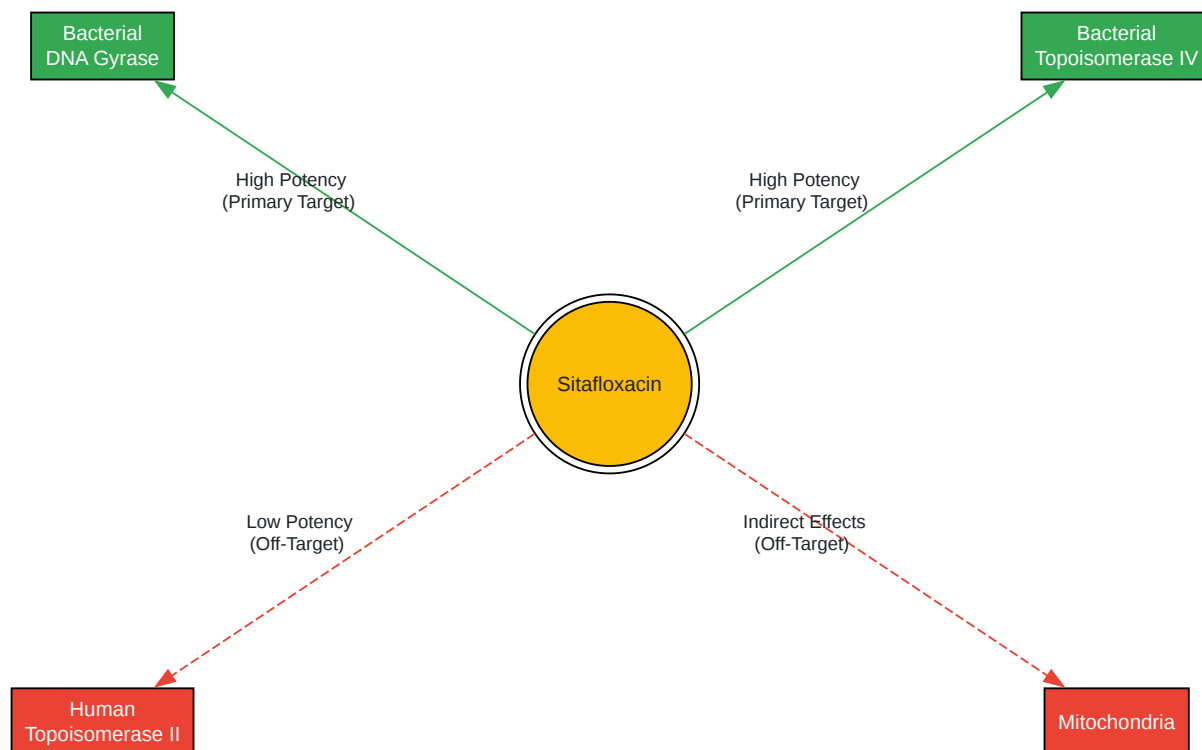 Bacterial
DNA Gyrase
Bacterial
Topoisomerase IV
High Potency
(Primary Target)
High Potency
(Primary Target)
Sitafloxacin
Low Potency
(Off-Target)
Indirect Effects
(Off-Target)
Human
Topoisomerase II
Mitochondria